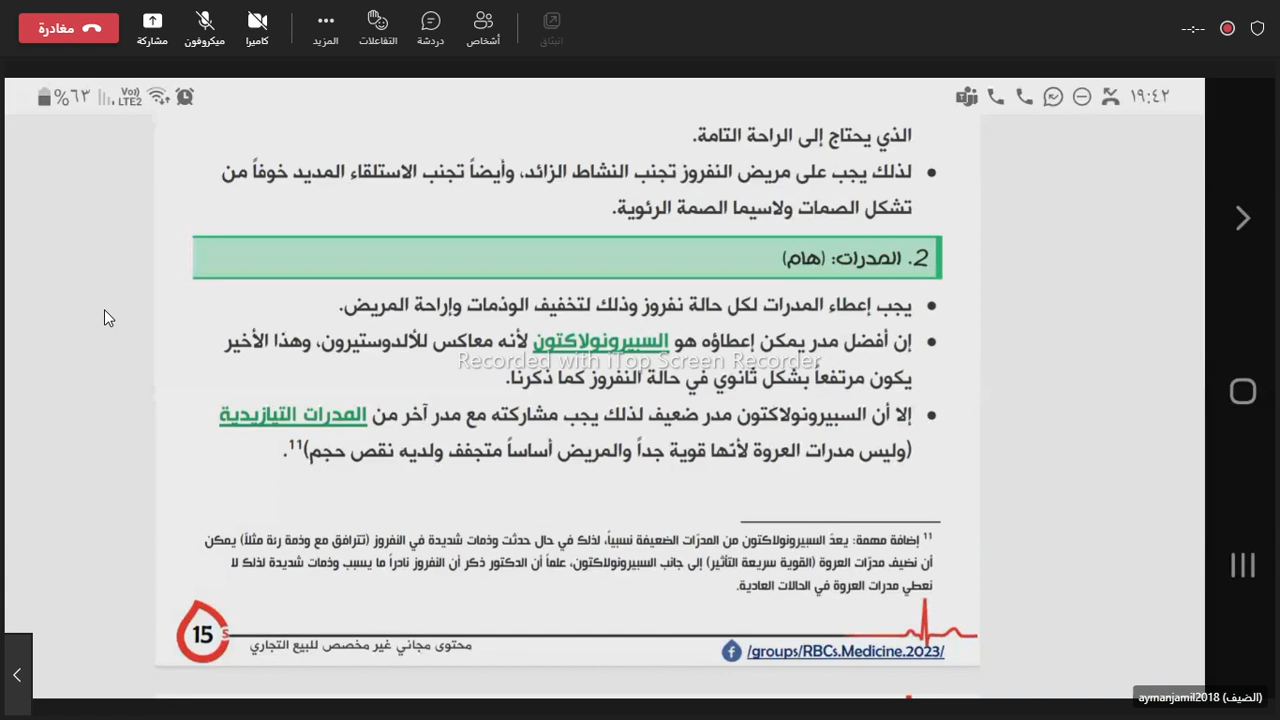 مغادرة
مشاركة
ميكروفون
كاميرا
المزيد
التفاعلات
دردشة
أشخاص
انبثاق
--:--
%٦٣
Vo)) LTE2
١٩:٤٢
الذي يحتاج إلى الراحة التامة.
● لذلك يجب على مريض النفروز تجنب النشاط الزائد، وأيضاً تجنب الاستلقاء المديد خوفاً من
تشكل الصمات ولاسيما الصمة الرئوية.
2. المدرات: (هام)
● يجب إعطاء المدرات لكل حالة نفروز وذلك لتخفيف الوذمات وإراحة المريض.
● إن أفضل مدر يمكن إعطاؤه هو السبيرونولاكتون لأنه معاكس للألدوستيرون، وهذا الأخير
Recorded with iTop Screen Recorder
يكون مرتفعاً بشكل ثانوي في حالة النفروز كما ذكرنا.
● إلا أن السبيرونولاكتون مدر ضعيف لذلك يجب مشاركته مع مدر آخر من المدرات التيازيدية
(وليس مدرات العروة لأنّها قوية جداً والمريض أساساً متجفف ولديه نقص حجم)¹¹.
¹¹ إضافة مهمة: يعدّ السبيرونولاكتون من المدرّات الضعيفة نسبياً، لذلك في حال حدثت وذمات شديدة في النفروز (تترافق مع وذمة رئة مثلاً) يمكن
أن نضيف مدرّات العروة (القوية سريعة التأثير) إلى جانب السبيرونولاكتون، علماً أن الدكتور ذكر أن النفروز نادراً ما يسبب وذمات شديدة لذلك لا
نعطي مدرات العروة في الحالات العادية.
/groups/RBCs.Medicine.2023/
محتوى مجاني غير مخصص للبيع التجاري
15
aymanjamil2018 (الضيف)